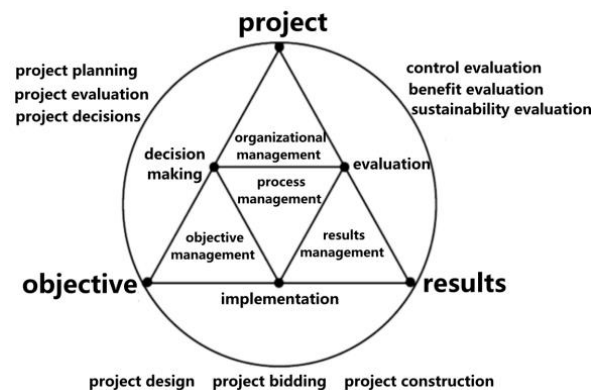 project
project planning
project evaluation
project decisions
control evaluation
benefit evaluation
sustainability evaluation
organizational
management
decision
making
evaluation
process
management
objective
management
results
management
objective
results
implementation
project design project bidding project construction